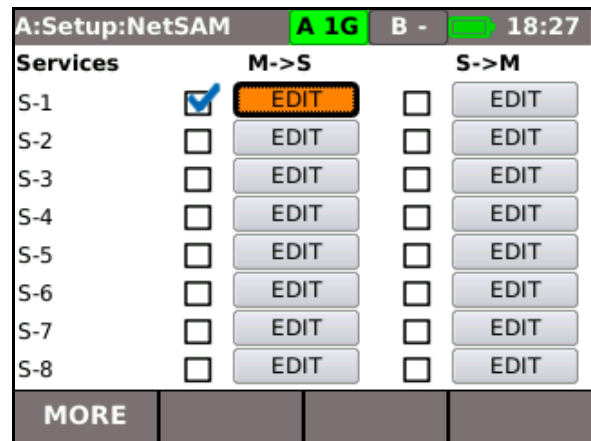 A:Setup:NetSAM A 1G B - 18:27
Services M->S S->M
S-1 EDIT EDIT
S-2 EDIT EDIT
S-3 EDIT EDIT
S-4 EDIT EDIT
S-5 EDIT EDIT
S-6 EDIT EDIT
S-7 EDIT EDIT
S-8 EDIT EDIT
MORE